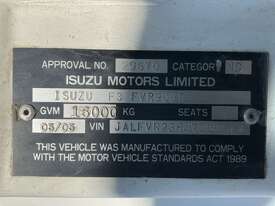 APPROVAL NO. CATEGORY
ISUZU MOTORS LIMITED
ISUZU
GVM 16000 KG SEATS
05/05 VIN
THIS VEHICLE WAS MANUFACTURED TO COMPLY
WITH THE MOTOR VEHICLE STANDARDS ACT 1989